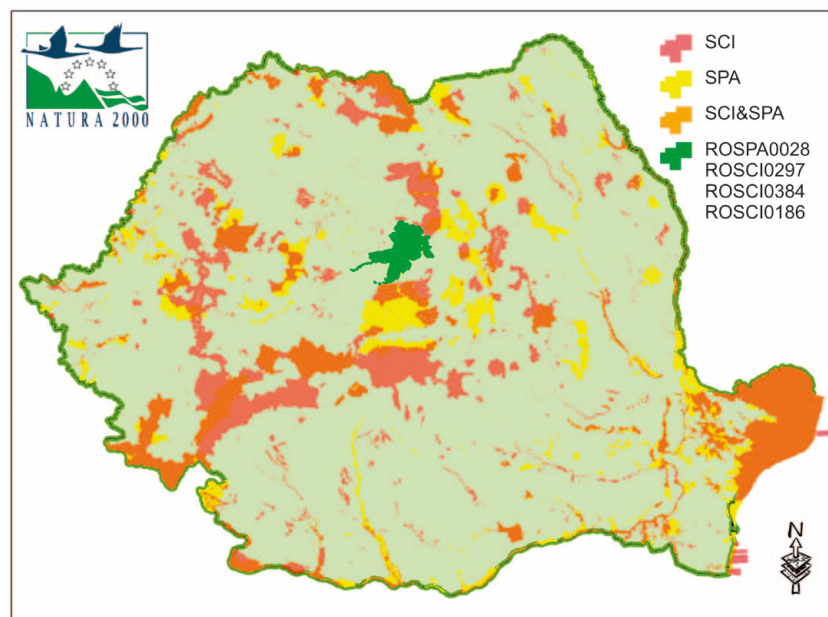 NATURA 2000
SCI
SPA
SCI&SPA
ROSPA0028
ROSCI0297
ROSCI0384
ROSCI0186
N